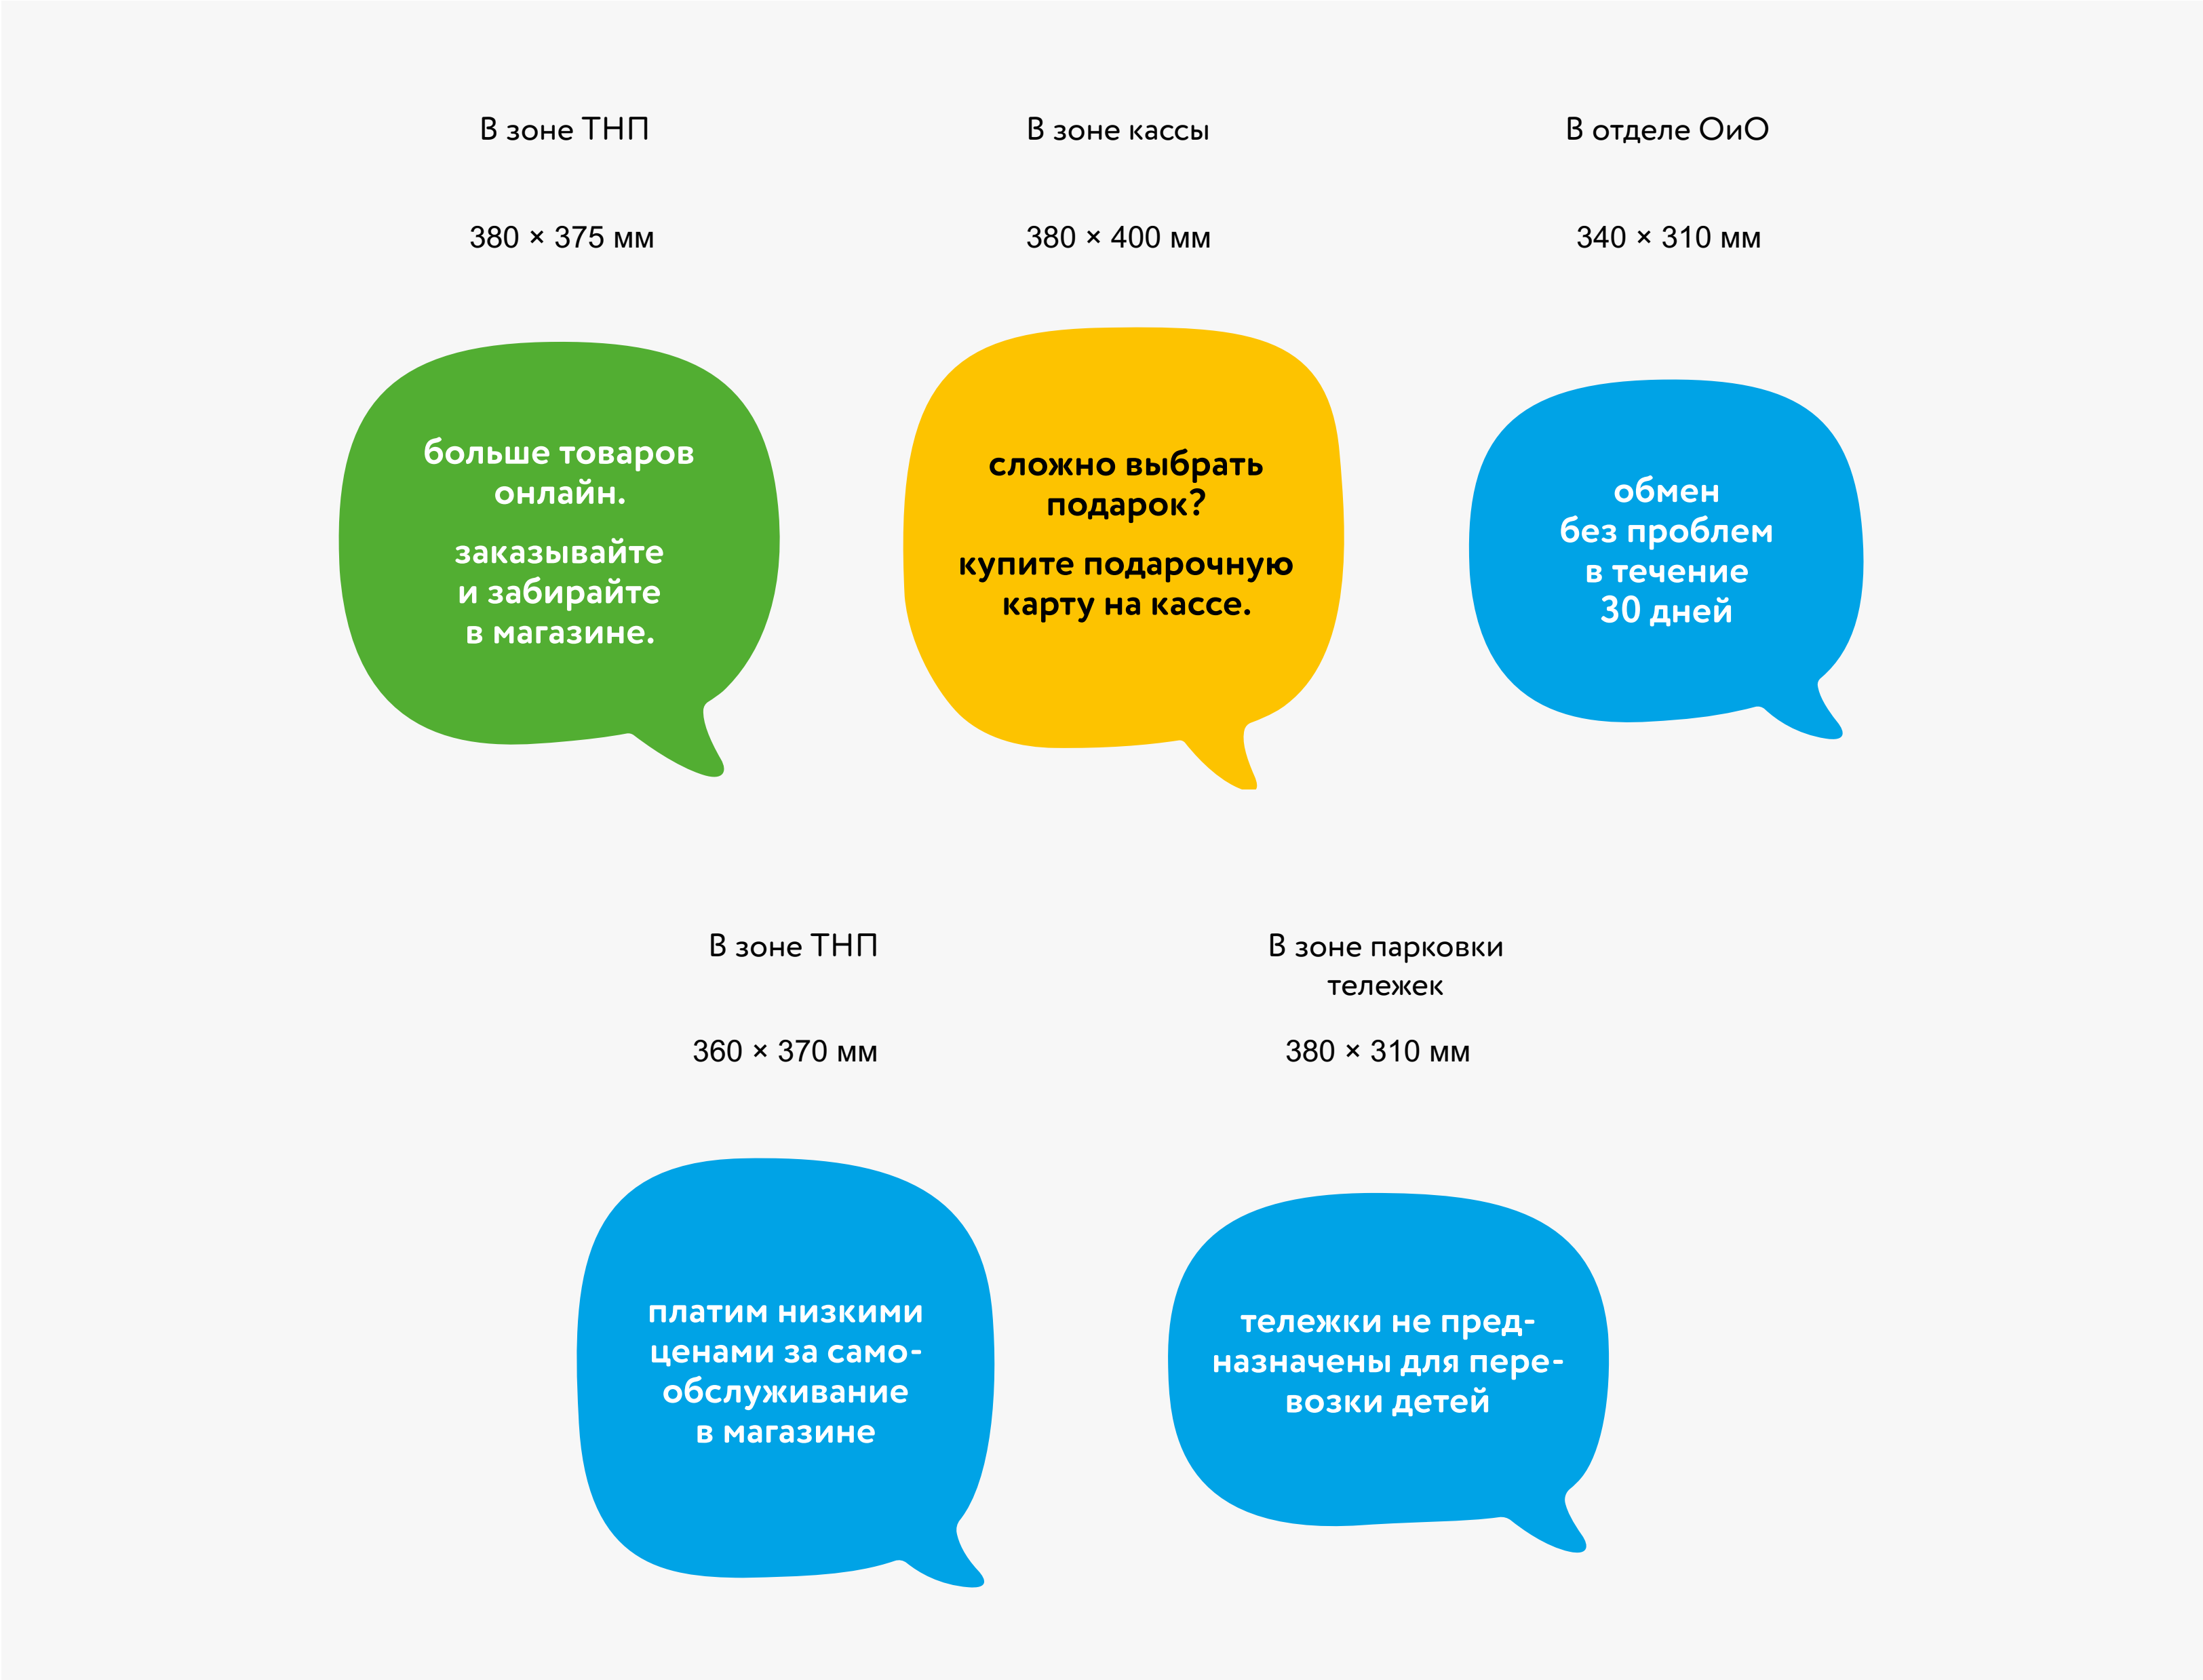 В зоне ТНП
380 × 375 мм
больше товаров
онлайн.
заказывайте
и забирайте
в магазине.
В зоне кассы
380 × 400 мм
сложно выбрать
подарок?
купите подарочную
карту на кассе.
В отделе ОиО
340 × 310 мм
обмен
без проблем
в течение
30 дней
В зоне ТНП
360 × 370 мм
платим низкими
ценами за само-
обслуживание
в магазине
В зоне парковки
тележек
380 × 310 мм
тележки не пред-
назначены для пере-
возки детей